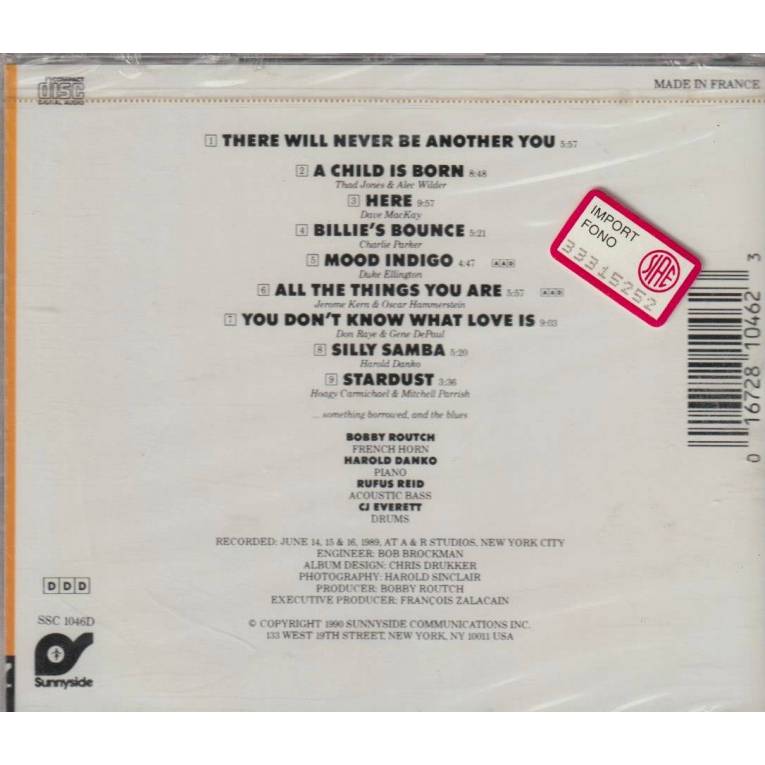 COMPACT
disc
DIGITAL AUDIO
MADE IN FRANCE
1 THERE WILL NEVER BE ANOTHER YOU 5:57
2 A CHILD IS BORN 8:48
Thad Jones & Alec Wilder
3 HERE 9:57
Dave MacKay
4 BILLIE'S BOUNCE 5:21
Charlie Parker
5 MOOD INDIGO 4:47 AAD
Duke Ellington
6 ALL THE THINGS YOU ARE 5:57 AAD
Jerome Kern & Oscar Hammerstein
7 YOU DON'T KNOW WHAT LOVE IS 9:03
Don Raye & Gene DePaul
8 SILLY SAMBA 5:20
Harold Danko
9 STARDUST 3:36
Hoagy Carmichael & Mitchell Parrish
... something borrowed, and the blues
IMPORT
FONO
SIAE
33315252
0 16728 10462 3
BOBBY ROUTCH
FRENCH HORN
HAROLD DANKO
PIANO
RUFUS REID
ACOUSTIC BASS
CJ EVERETT
DRUMS
RECORDED: JUNE 14, 15 & 16, 1989, AT A & R STUDIOS, NEW YORK CITY
ENGINEER: BOB BROCKMAN
ALBUM DESIGN: CHRIS DRUKKER
PHOTOGRAPHY: HAROLD SINCLAIR
PRODUCER: BOBBY ROUTCH
EXECUTIVE PRODUCER: FRANÇOIS ZALACAIN
© COPYRIGHT 1990 SUNNYSIDE COMMUNICATIONS INC.
133 WEST 19TH STREET, NEW YORK, NY 10011 USA
DDD
SSC 1046D
Sunnyside